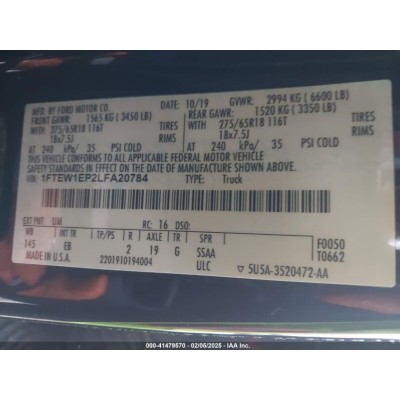 MFD. BY FORD MOTOR CO. 10/19 GVWR: 2994 KG (6600 LB)
FRONT GAWR: 1565 KG (3450 LB) REAR GAWR: 1520 KG (3350 LB)
WITH 275/65R18 116T TIRES WITH 275/65R18 116T TIRES
18x7.5J RIMS 18x7.5J RIMS
AT 240 kPa/ 35 PSI COLD AT 240 kPa/ 35 PSI COLD
THIS VEHICLE CONFORMS TO ALL APPLICABLE FEDERAL MOTOR VEHICLE
SAFETY STANDARDS IN EFFECT ON THE DATE OF MANUFACTURE SHOWN ABOVE.
1FTEW1EP2LFA20784 TYPE: Truck
EXT PNT: UM RC: 16 DSO:
WB INT TR TP/PS R AXLE TR SPR F0050
145 EB 2 19 G SSAA T0662
MADE IN U.S.A. 2201910194004 ULC 5U5A-3520472-AA
000-41479570 - 02/05/2025 - IAA Inc.